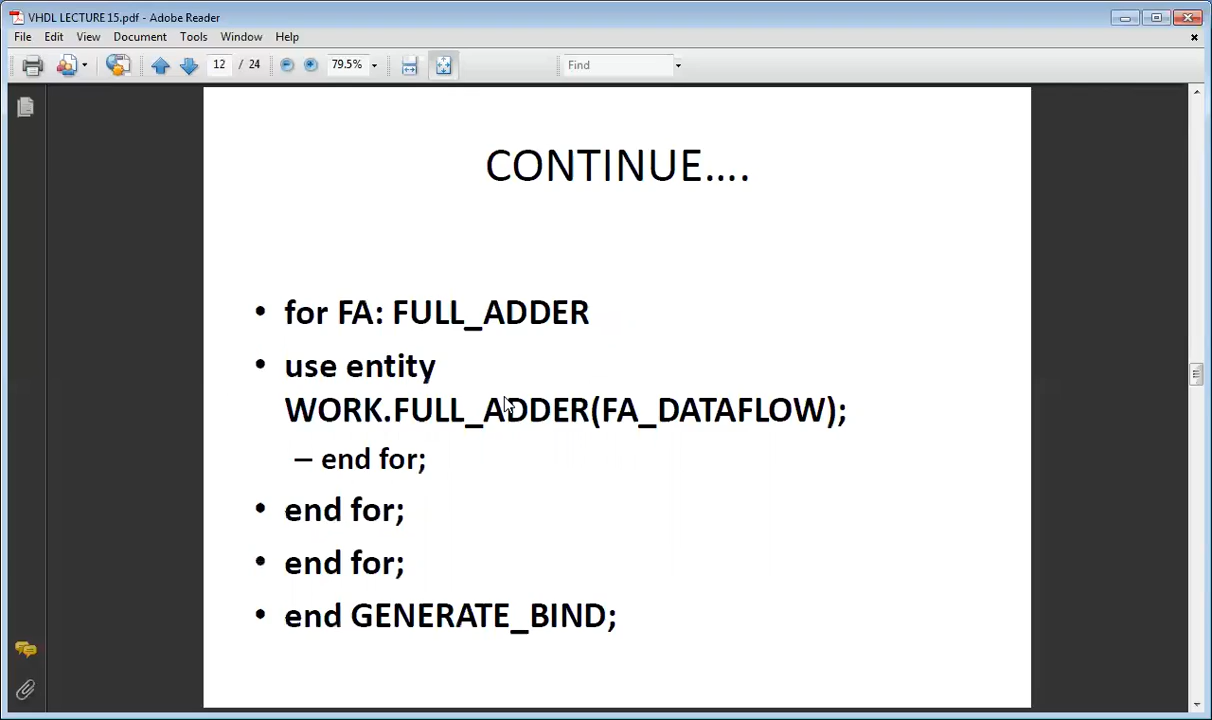 VHDL LECTURE 15.pdf - Adobe Reader
File Edit View Document Tools Window Help
12 / 24 79.5% Find
CONTINUE....
• for FA: FULL_ADDER
• use entity
WORK.FULL_ADDER(FA_DATAFLOW);
– end for;
• end for;
• end for;
• end GENERATE_BIND;